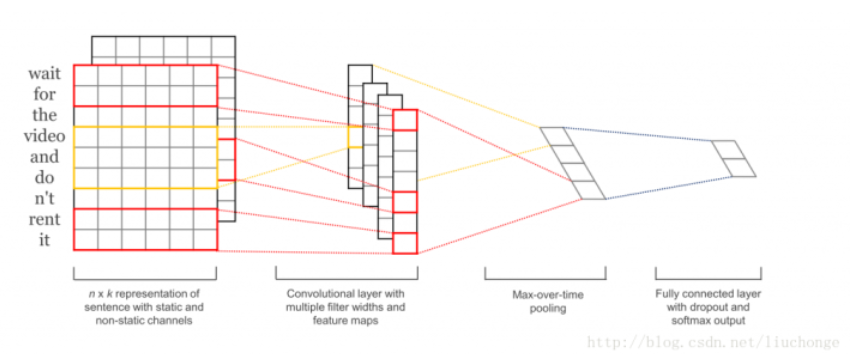 wait
for
the
video
and
do
n't
rent
it
n x k representation of
sentence with static and
non-static channels
Convolutional layer with
multiple filter widths and
feature maps
Max-over-time
pooling
Fully connected layer
with dropout and
softmax output
http://blog.csdn.net/liuchonge